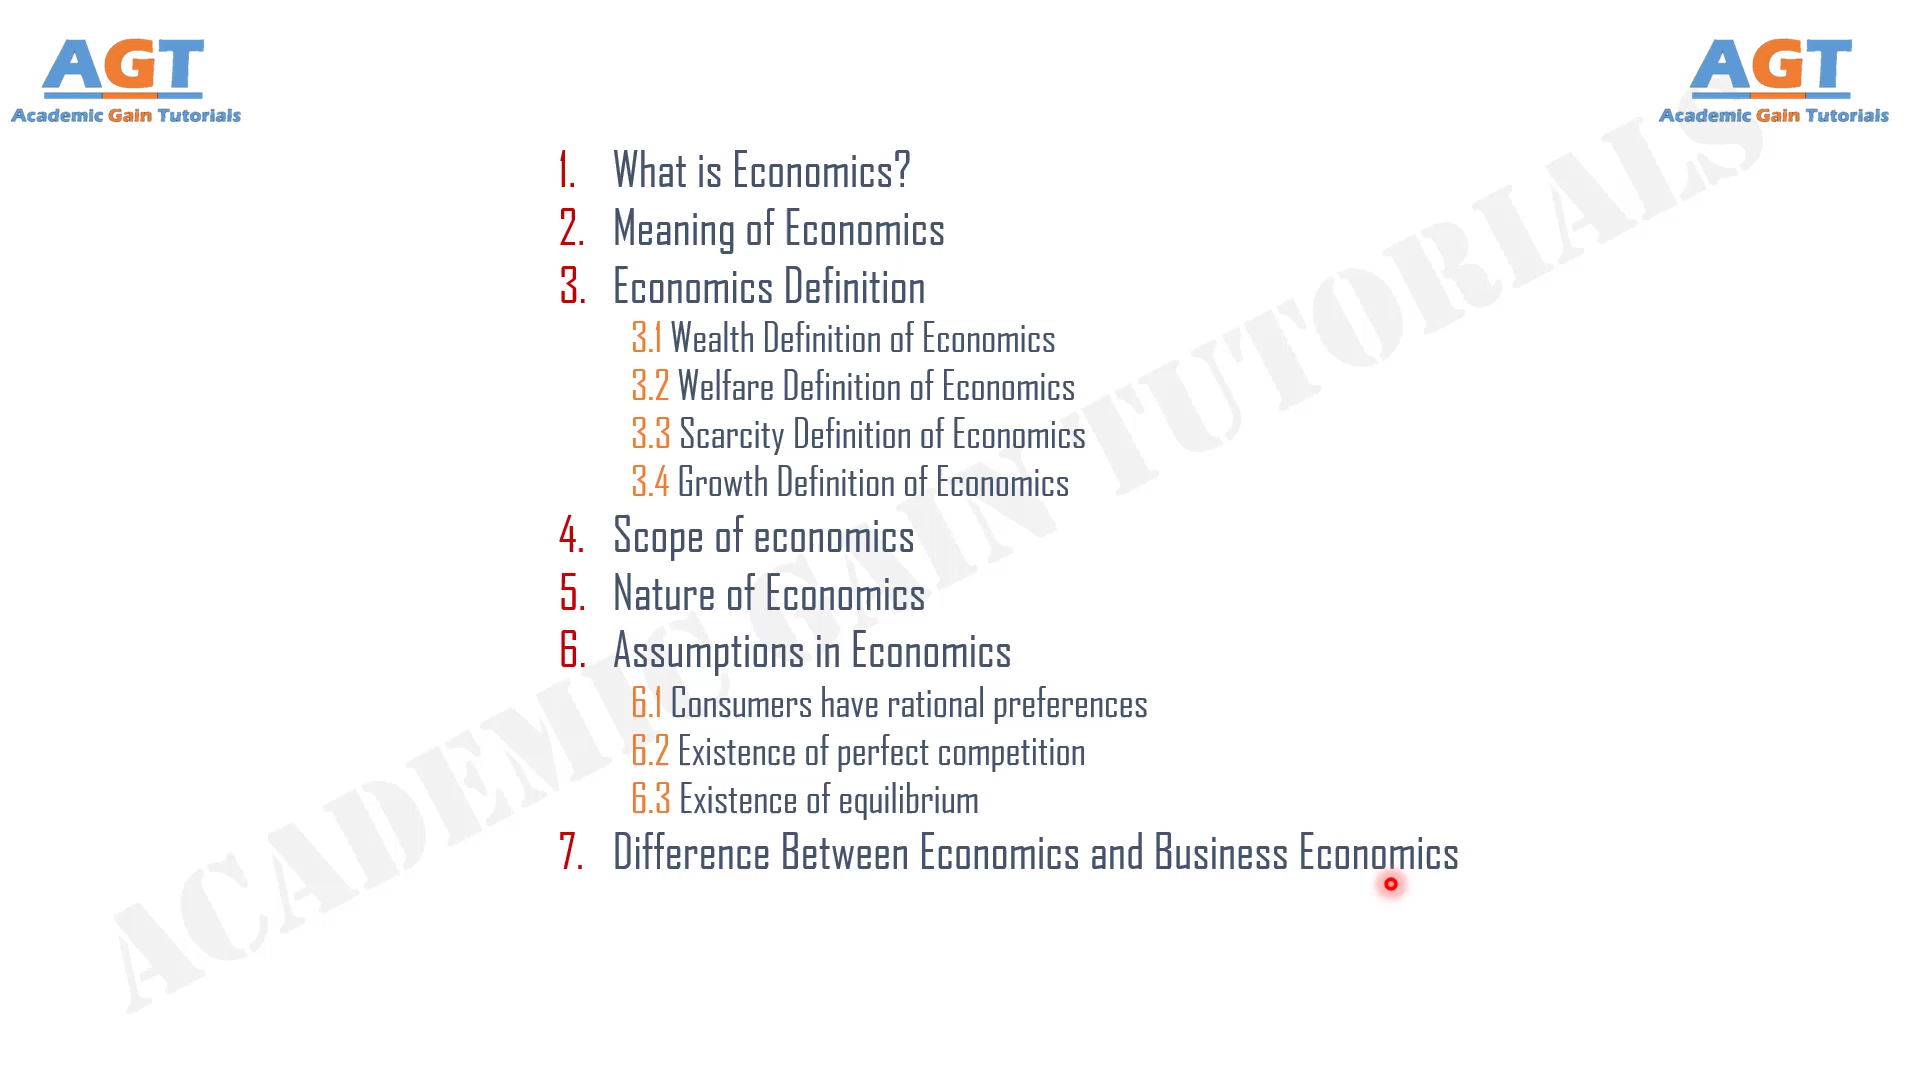 AGT
Academic Gain Tutorials
AGT
Academic Gain Tutorials
1. What is Economics?
2. Meaning of Economics
3. Economics Definition
3.1 Wealth Definition of Economics
3.2 Welfare Definition of Economics
3.3 Scarcity Definition of Economics
3.4 Growth Definition of Economics
4. Scope of economics
5. Nature of Economics
6. Assumptions in Economics
6.1 Consumers have rational preferences
6.2 Existence of perfect competition
6.3 Existence of equilibrium
7. Difference Between Economics and Business Economics
ACADEMIC GAIN TUTORIALS